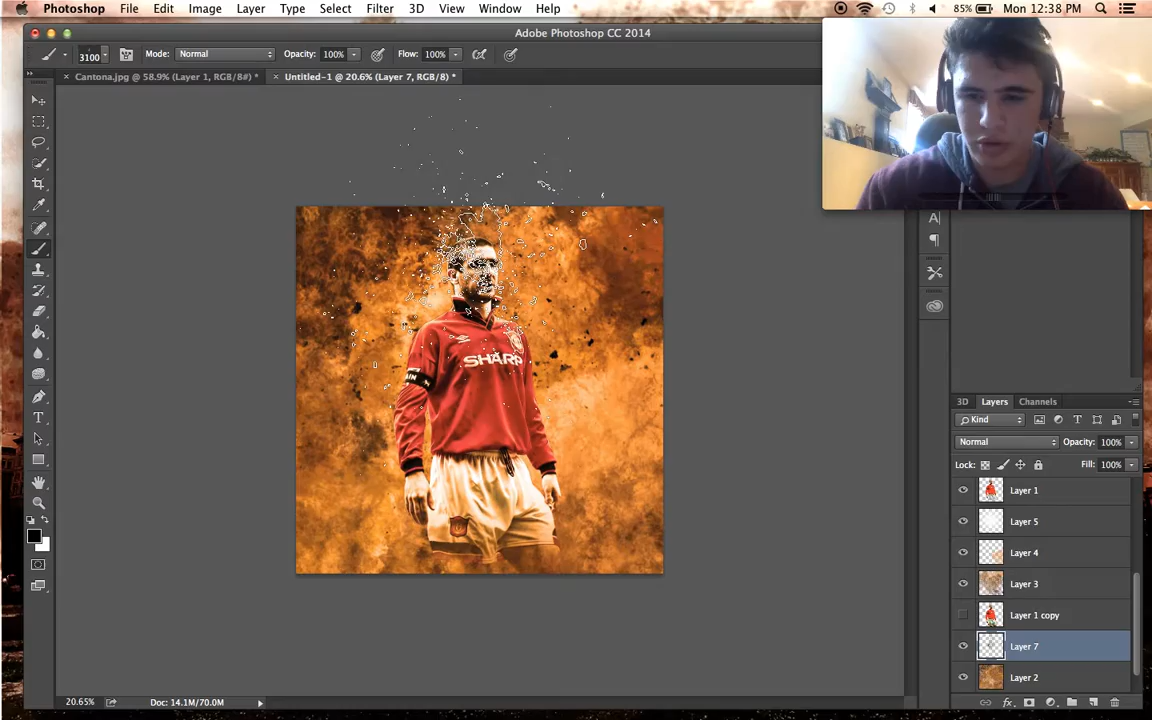 Photoshop File Edit Image Layer Type Select Filter 3D View Window Help 85% Mon 12:38 PM
Adobe Photoshop CC 2014
3100 Mode: Normal Opacity: 100% Flow: 100%
Cantona.jpg @ 58.9% (Layer 1, RGB/8#) * Untitled-1 @ 20.6% (Layer 7, RGB/8) *
SHARP
3D Layers Channels
Kind
Normal Opacity: 100%
Lock: Fill: 100%
Layer 1
Layer 5
Layer 4
Layer 3
Layer 1 copy
Layer 7
Layer 2
20.65% Doc: 14.1M/70.0M